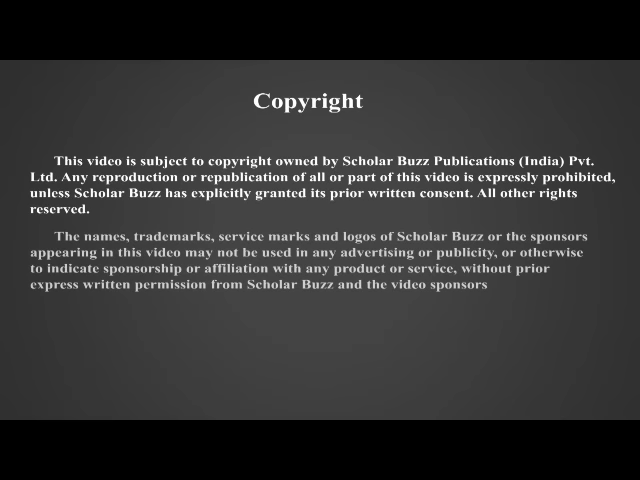 Copyright
This video is subject to copyright owned by Scholar Buzz Publications (India) Pvt.
Ltd. Any reproduction or republication of all or part of this video is expressly prohibited,
unless Scholar Buzz has explicitly granted its prior written consent. All other rights
reserved.
The names, trademarks, service marks and logos of Scholar Buzz or the sponsors
appearing in this video may not be used in any advertising or publicity, or otherwise
to indicate sponsorship or affiliation with any product or service, without prior
express written permission from Scholar Buzz and the video sponsors